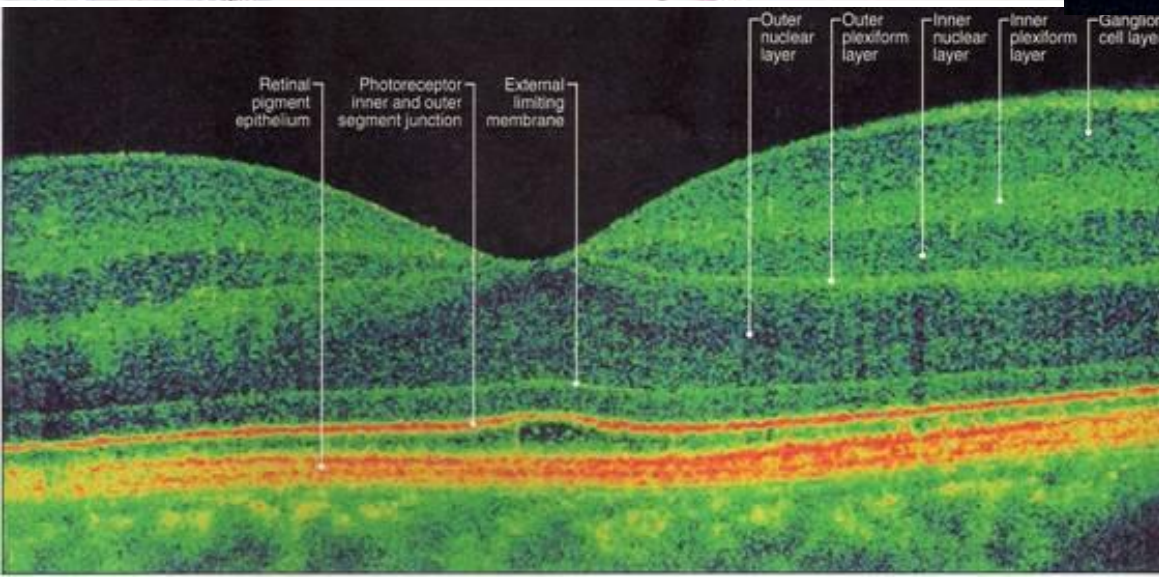 Outer
nuclear
layer
Outer
plexiform
layer
Inner
nuclear
layer
Inner
plexiform
layer
Ganglion
cell layer
Retinal
pigment
epithelium
Photoreceptor
inner and outer
segment junction
External
limiting
membrane